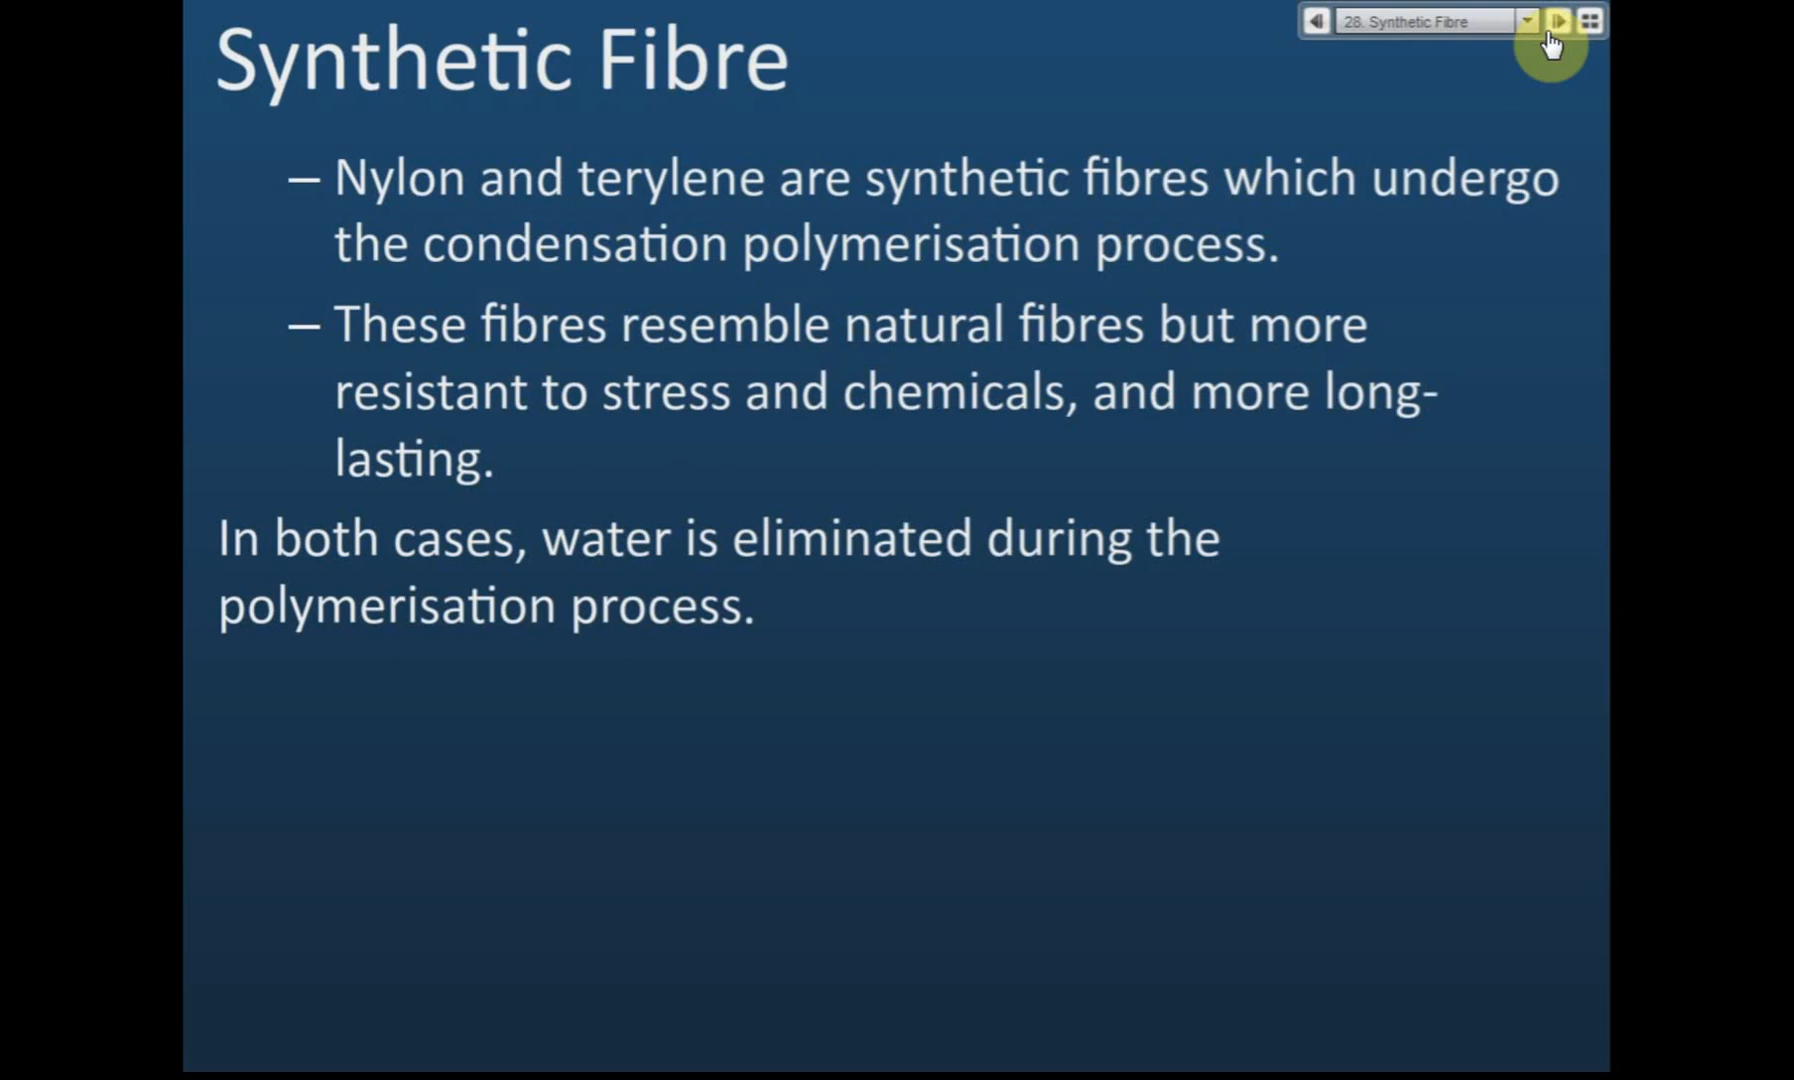 28. Synthetic Fibre
Synthetic Fibre
– Nylon and terylene are synthetic fibres which undergo
the condensation polymerisation process.
– These fibres resemble natural fibres but more
resistant to stress and chemicals, and more long-
lasting.
In both cases, water is eliminated during the
polymerisation process.